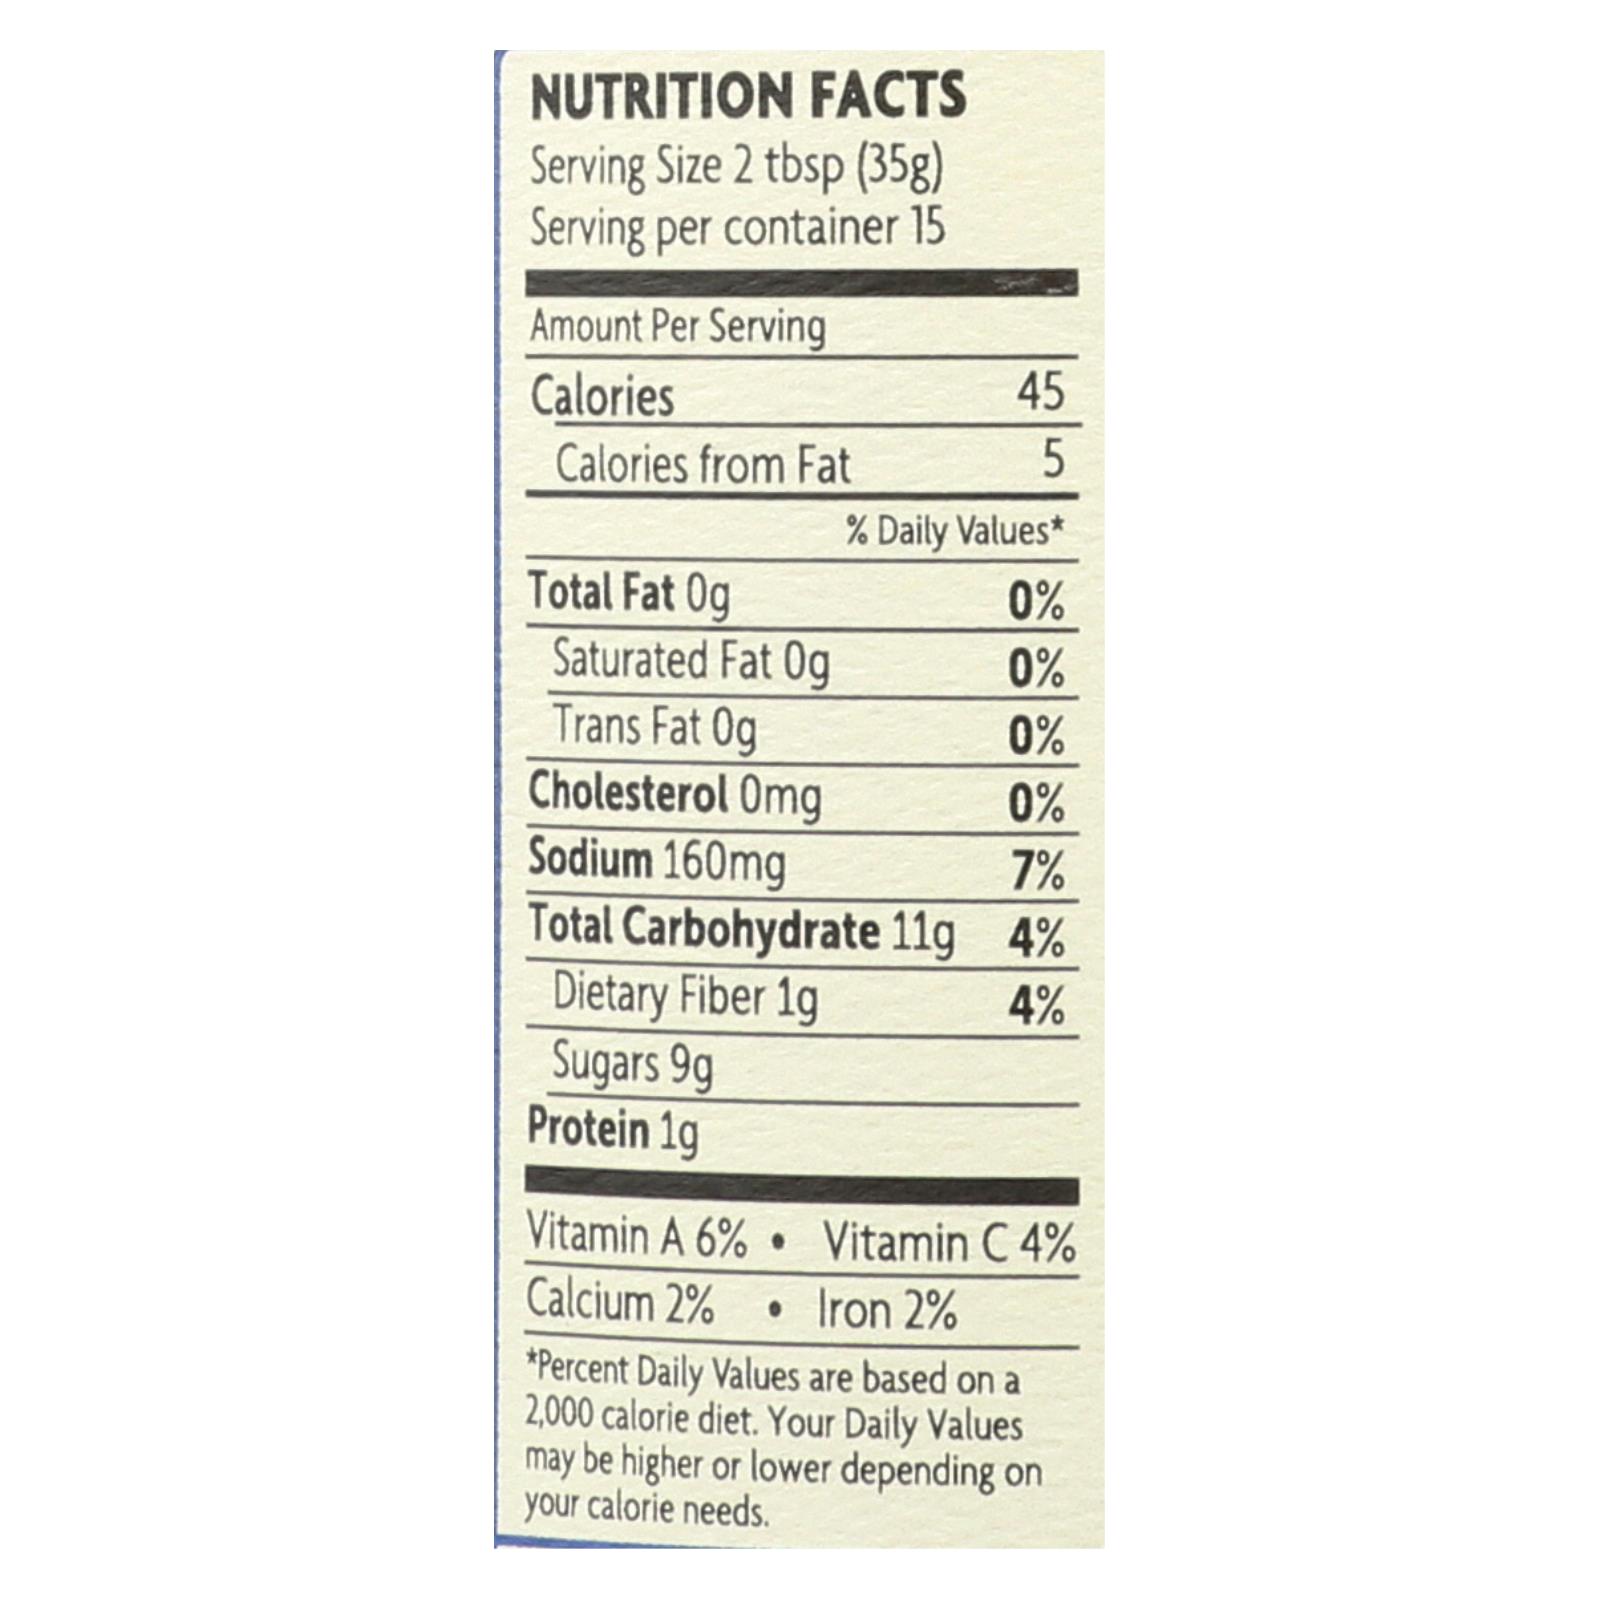 NUTRITION FACTS
Serving Size 2 tbsp (35g)
Serving per container 15
Amount Per Serving
Calories 45
Calories from Fat 5
% Daily Values*
Total Fat 0g 0%
Saturated Fat 0g 0%
Trans Fat 0g 0%
Cholesterol 0mg 0%
Sodium 160mg 7%
Total Carbohydrate 11g 4%
Dietary Fiber 1g 4%
Sugars 9g
Protein 1g
Vitamin A 6% • Vitamin C 4%
Calcium 2% • Iron 2%
*Percent Daily Values are based on a
2,000 calorie diet. Your Daily Values
may be higher or lower depending on
your calorie needs.